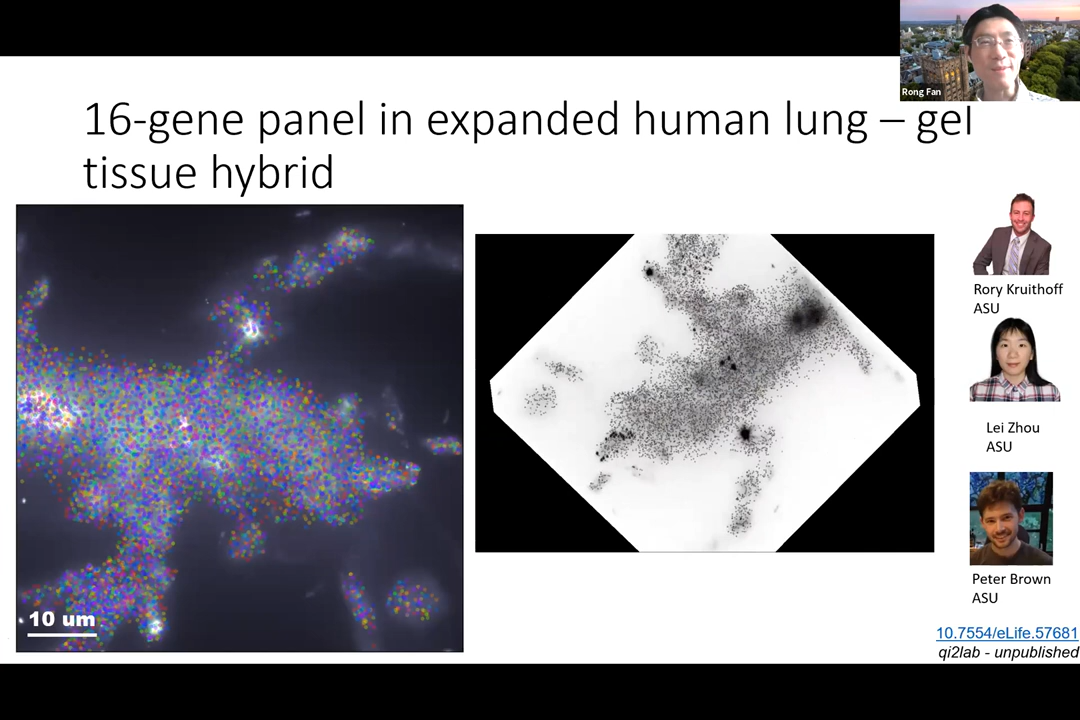 Rong Fan
16-gene panel in expanded human lung – gel
tissue hybrid
Rory Kruithoff
ASU
Lei Zhou
ASU
Peter Brown
ASU
10 um
10.7554/eLife.57681
qi2lab - unpublished